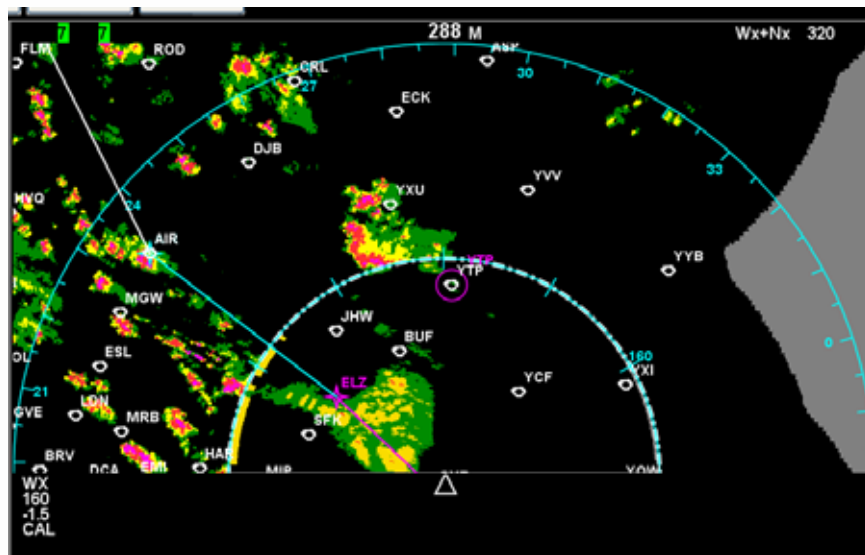 7 7 288 M Wx+Nx 320
FLM ROD 30
CRL
27
ECK
DJB 33
YVV
HVQ YXU
24
AIR YYB
YTP
YTP
MGW
JHW 0
BUF
ESL 160
YXI
ELZ
21 LDN YCF
GVE
MRB SFK
BRV HAR
DCA EMI MIP YOW
WX
160
-1.5
CAL